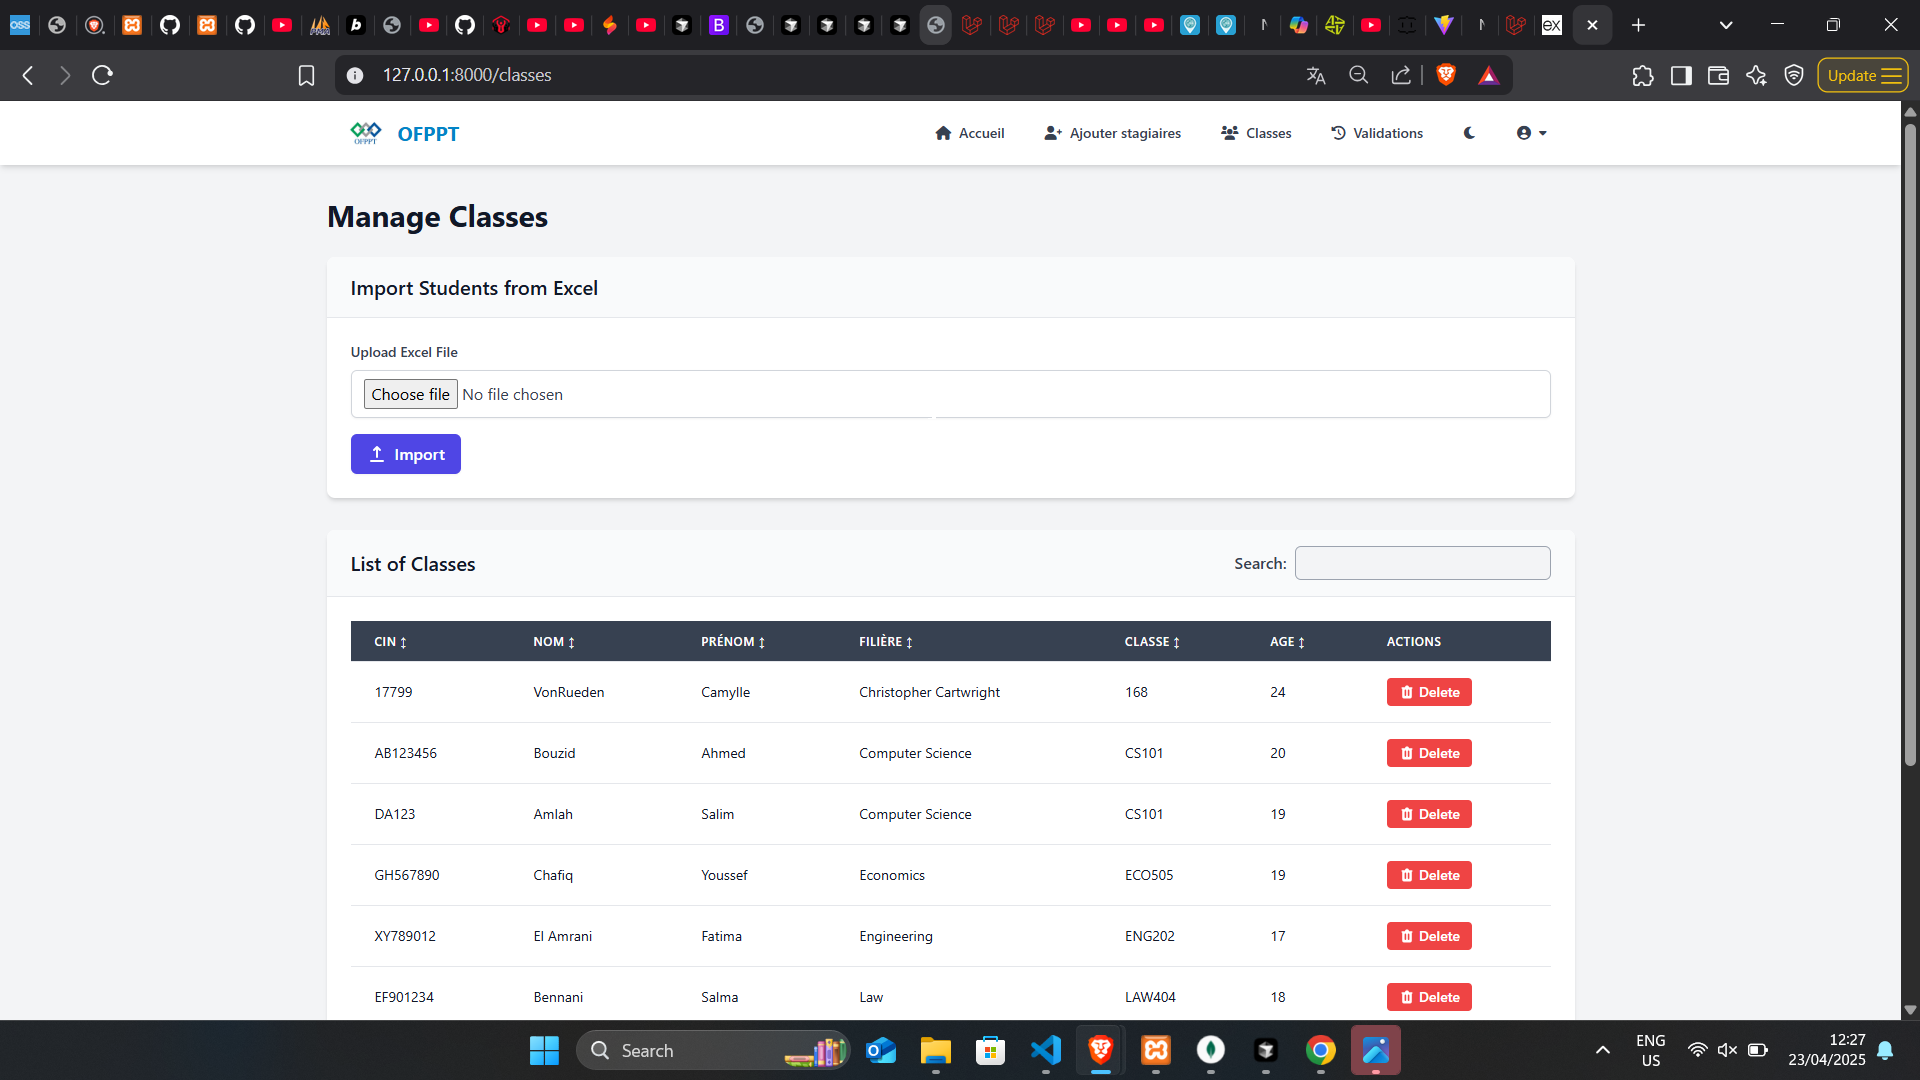 127.0.0.1:8000/classes
Update
OFPPT
OFPPT
Accueil
Ajouter stagiaires
Classes
Validations
Manage Classes
Import Students from Excel
Upload Excel File
Choose file No file chosen
Import
List of Classes
Search:
CIN NOM PRÉNOM FILIÈRE CLASSE AGE ACTIONS
17799 VonRueden Camylle Christopher Cartwright 168 24 Delete
AB123456 Bouzid Ahmed Computer Science CS101 20 Delete
DA123 Amlah Salim Computer Science CS101 19 Delete
GH567890 Chafiq Youssef Economics ECO505 19 Delete
XY789012 El Amrani Fatima Engineering ENG202 17 Delete
EF901234 Bennani Salma Law LAW404 18 Delete
Search
ENG
US
12:27
23/04/2025